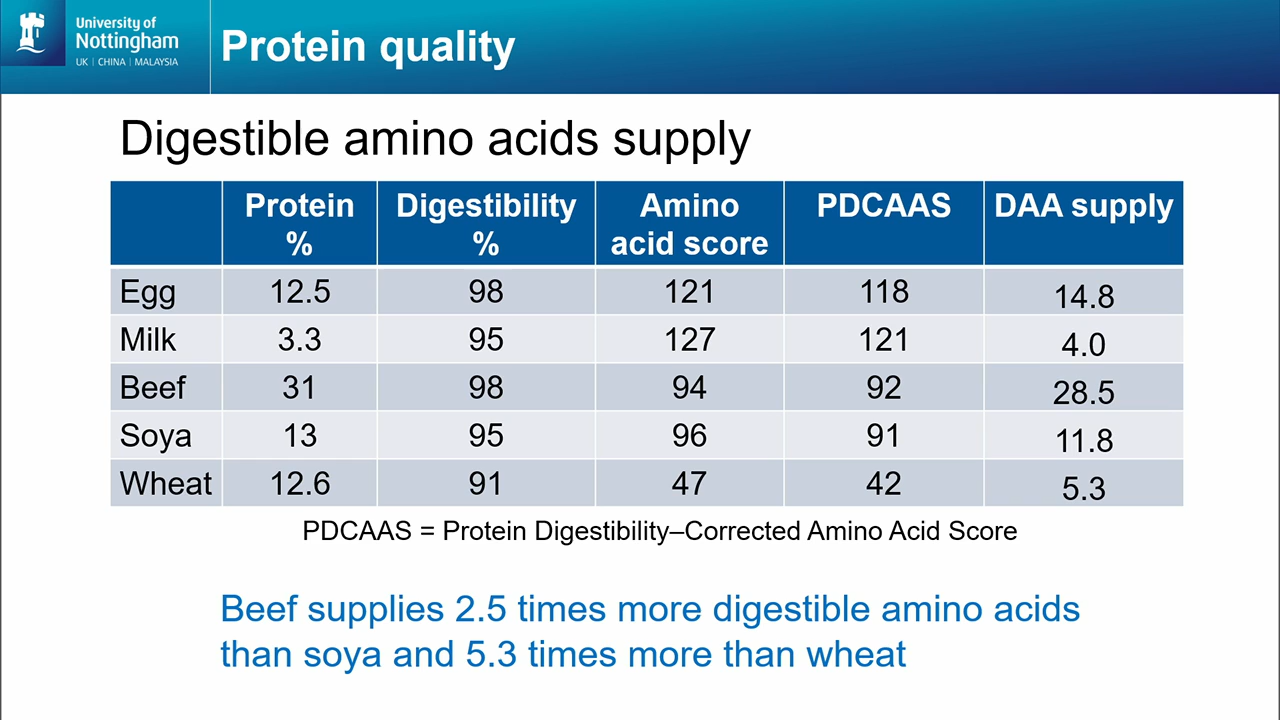 University of
Nottingham
UK | CHINA | MALAYSIA
Protein quality
Digestible amino acids supply
Protein % Digestibility % Amino acid score PDCAAS DAA supply
Egg 12.5 98 121 118 14.8
Milk 3.3 95 127 121 4.0
Beef 31 98 94 92 28.5
Soya 13 95 96 91 11.8
Wheat 12.6 91 47 42 5.3
PDCAAS = Protein Digestibility–Corrected Amino Acid Score
Beef supplies 2.5 times more digestible amino acids
than soya and 5.3 times more than wheat